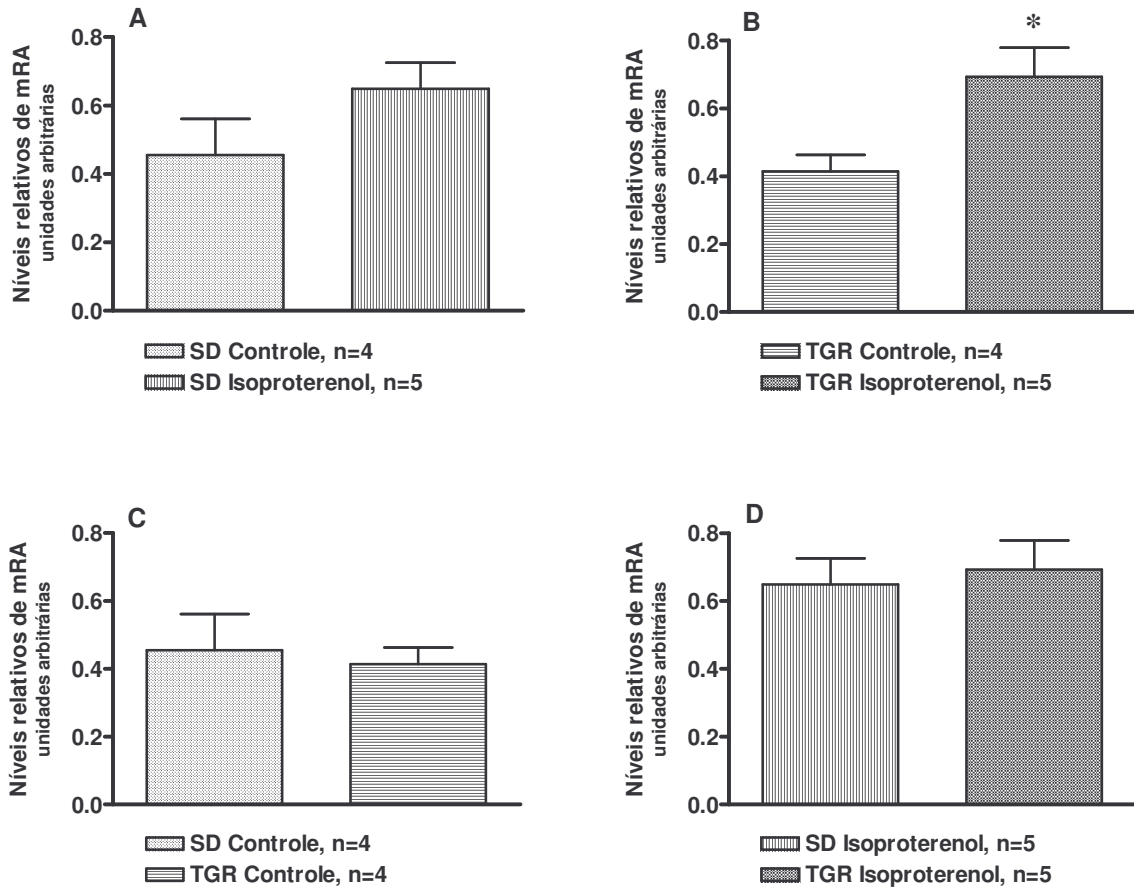 A
Níveis relativos de mRA
unidades arbitrárias
0.8
0.6
0.4
0.2
0.0
SD Controle, n=4
SD Isoproterenol, n=5
B
*
Níveis relativos de mRA
unidades arbitrárias
0.8
0.6
0.4
0.2
0.0
TGR Controle, n=4
TGR Isoproterenol, n=5
C
Níveis relativos de mRA
unidades arbitrárias
0.8
0.6
0.4
0.2
0.0
SD Controle, n=4
TGR Controle, n=4
D
Níveis relativos de mRA
unidades arbitrárias
0.8
0.6
0.4
0.2
0.0
SD Isoproterenol, n=5
TGR Isoproterenol, n=5